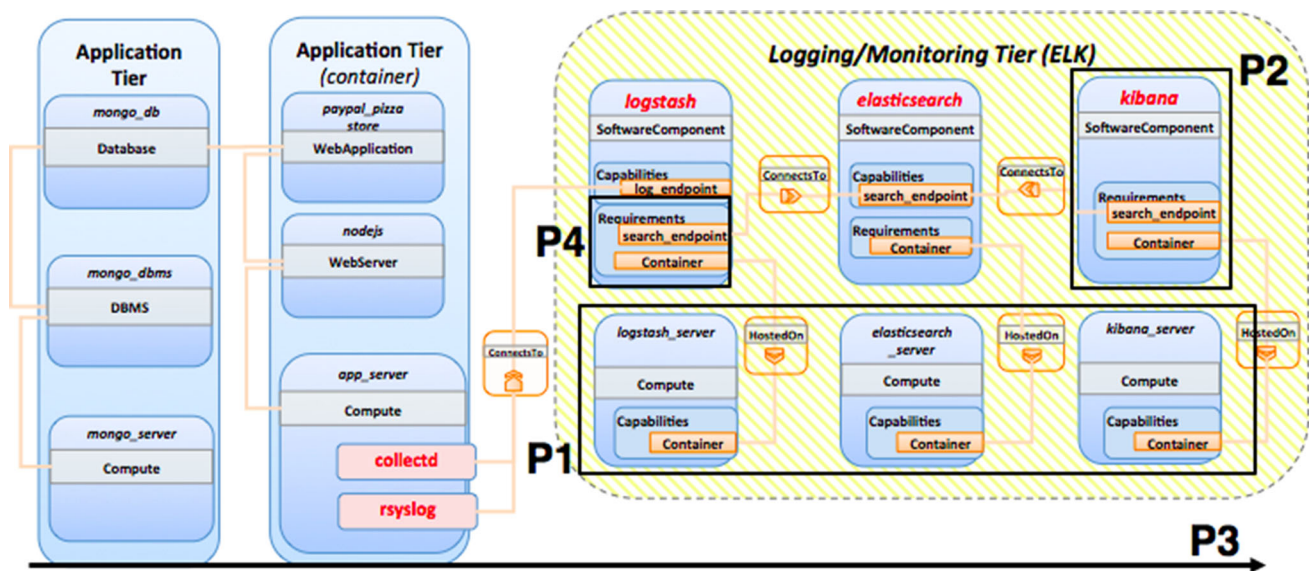 Application
Tier
mongo_db
Database
mongo_dbms
DBMS
mongo_server
Compute
Application Tier
(container)
paypal_pizza
store
WebApplication
nodejs
WebServer
app_server
Compute
collectd
rsyslog
ConnectsTo
Logging/Monitoring Tier (ELK)
P2
logstash
SoftwareComponent
Capabilities
log_endpoint
Requirements
search_endpoint
Container
P4
ConnectsTo
elasticsearch
SoftwareComponent
Capabilities
search_endpoint
Requirements
Container
ConnectsTo
kibana
SoftwareComponent
Requirements
search_endpoint
Container
logstash_server
Compute
Capabilities
Container
HostedOn
elasticsearch
_server
Compute
Capabilities
Container
HostedOn
kibana_server
Compute
Capabilities
Container
HostedOn
P1
P3